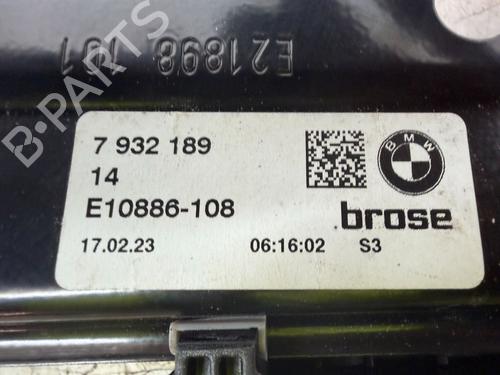 E21898 101
7 932 189
14
E10886-108
17.02.23 06:16:02 S3
BMW
brose
B-PARTS